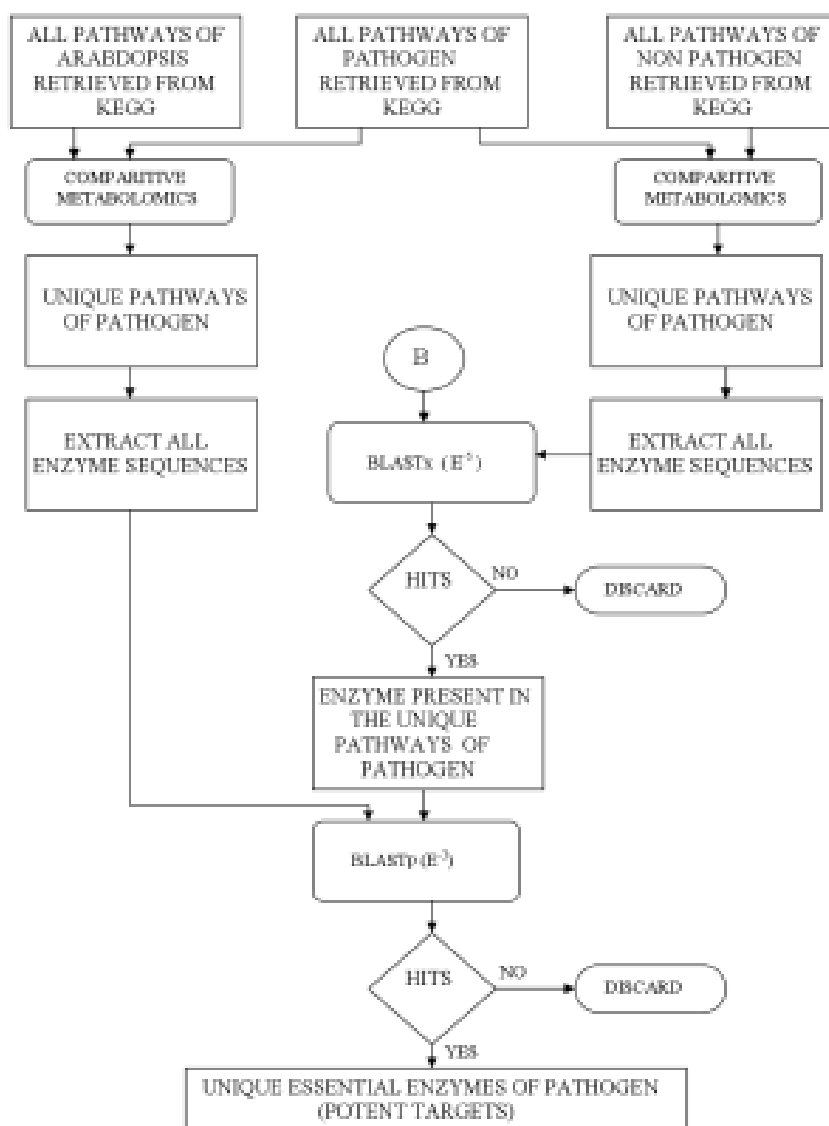 ALL PATHWAYS OF
ARABDOPSIS
RETRIEVED FROM
KEGG
ALL PATHWAYS OF
PATHOGEN
RETRIEVED FROM
KEGG
ALL PATHWAYS OF
NON PATHOGEN
RETRIEVED FROM
KEGG
COMPARITIVE
METABOLOMICS
COMPARITIVE
METABOLOMICS
UNIQUE PATHWAYS
OF PATHOGEN
UNIQUE PATHWAYS
OF PATHOGEN
B
EXTRACT ALL
ENZYME SEQUENCES
BLASTx
EXTRACT ALL
ENZYME SEQUENCES
HITS
NO
DISCARD
YES
ENZYME PRESENT IN
THE UNIQUE
PATHWAYS OF
PATHOGEN
BLASTp
HITS
NO
DISCARD
YES
UNIQUE ESSENTIAL ENZYMES OF PATHOGEN
(POTENT TARGETS)